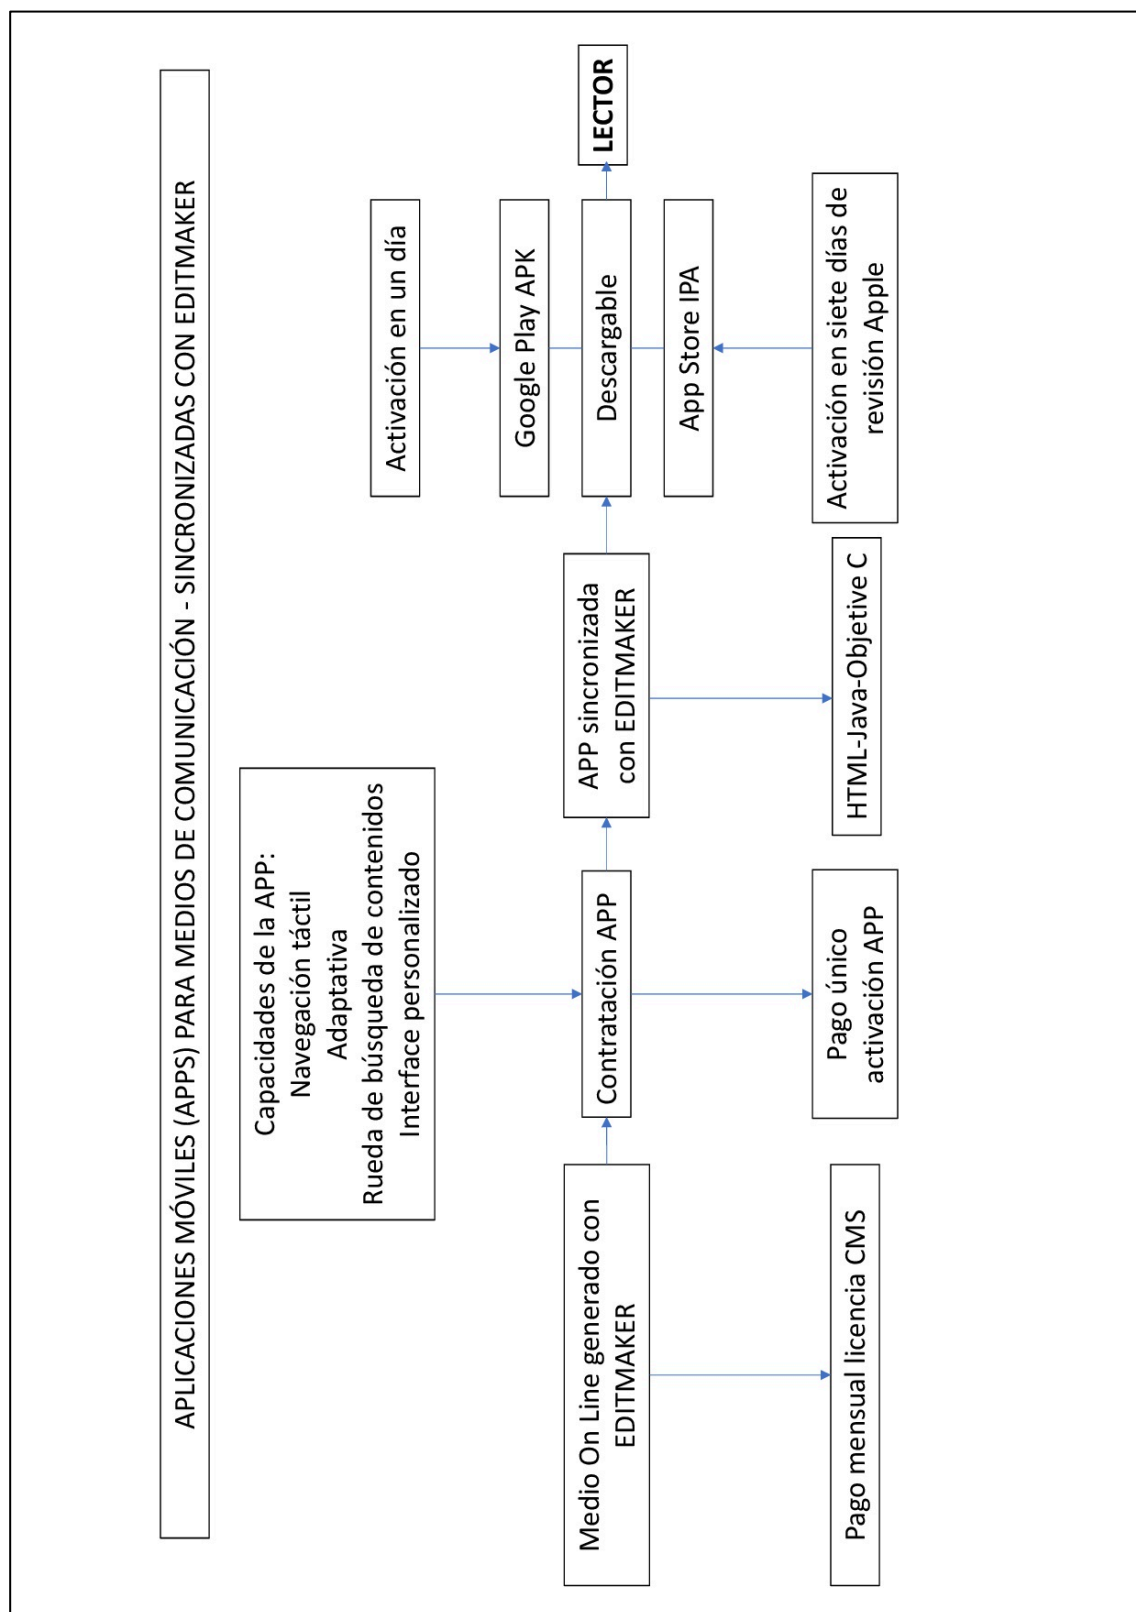 APLICACIONES MÓVILES (APPS) PARA MEDIOS DE COMUNICACIÓN - SINCRONIZADAS CON EDITMAKER
Capacidades de la APP:
Navegación táctil
Adaptativa
Rueda de búsqueda de contenidos
Interface personalizado
Activación en un día
Google Play APK
Medio On Line generado con
EDITMAKER
Contratación APP
APP sincronizada
con EDITMAKER
Descargable
LECTOR
App Store IPA
Pago mensual licencia CMS
Pago único
activación APP
HTML-Java-Objetive C
Activación en siete días de
revisión Apple